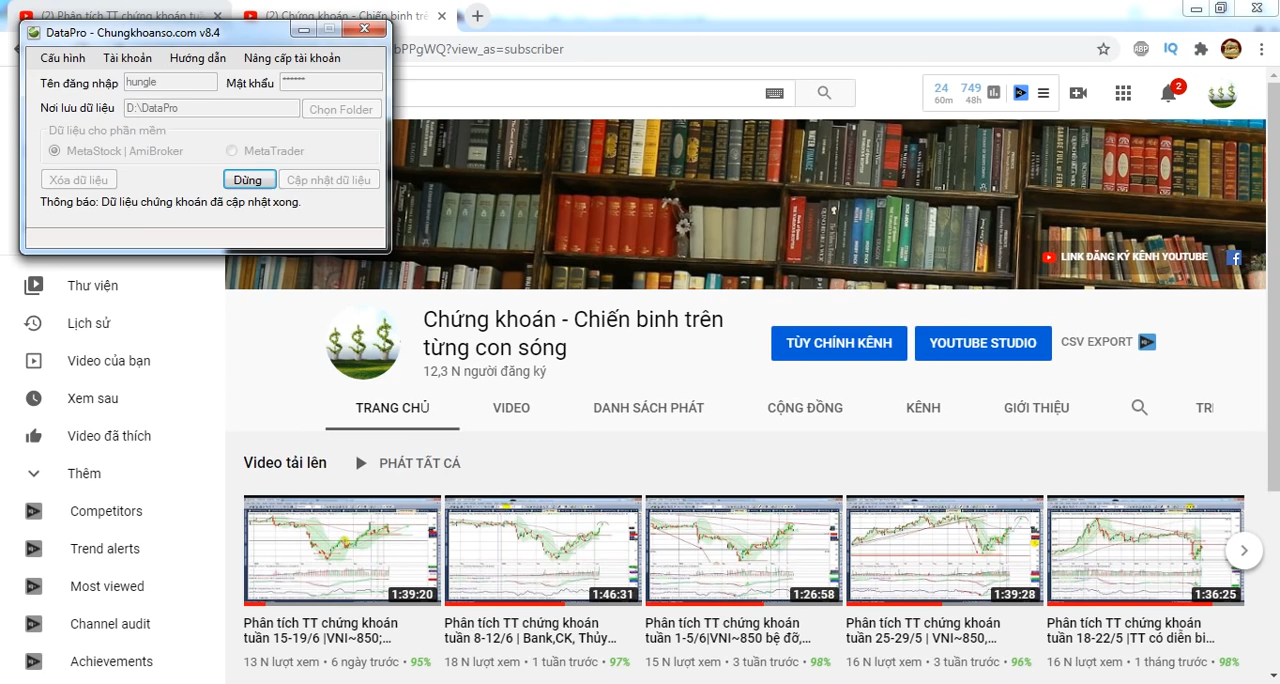 (2) Phân tích TT chứng khoán tu
(2) Chứng khoán - Chiến binh trê
DataPro - Chungkhoanso.com v8.4
Cấu hình Tài khoản Hướng dẫn Nâng cấp tài khoản
bPPgWQ?view_as=subscriber
ABP IQ
Tên đăng nhập hungle Mật khẩu ******
Nơi lưu dữ liệu D:\DataPro Chọn Folder
24 749 2
60m 48h
Dữ liệu cho phần mềm
MetaStock | AmiBroker MetaTrader
Xóa dữ liệu Dừng Cập nhật dữ liệu
Thông báo: Dữ liệu chứng khoán đã cập nhật xong.
LINK ĐĂNG KÝ KÊNH YOUTUBE
Thư viện
Lịch sử
Video của bạn
Xem sau
Video đã thích
Thêm
Competitors
Trend alerts
Most viewed
Channel audit
Achievements
Chứng khoán - Chiến binh trên
từng con sóng
12,3 N người đăng ký
TÙY CHỈNH KÊNH YOUTUBE STUDIO CSV EXPORT
TRANG CHỦ VIDEO DANH SÁCH PHÁT CỘNG ĐỒNG KÊNH GIỚI THIỆU
Video tải lên PHÁT TẤT CẢ
1:39:20 1:46:31 1:26:58 1:39:28 1:36:25
Phân tích TT chứng khoán
tuần 15-19/6 |VNI~850;...
13 N lượt xem • 6 ngày trước • 95%
Phân tích TT chứng khoán
tuần 8-12/6 | Bank,CK, Thủy...
18 N lượt xem • 1 tuần trước • 97%
Phân tích TT chứng khoán
tuần 1-5/6|VNI~850 bệ đỡ,...
15 N lượt xem • 3 tuần trước • 98%
Phân tích TT chứng khoán
tuần 25-29/5 | VNI~850,...
16 N lượt xem • 3 tuần trước • 96%
Phân tích TT chứng khoán
tuần 18-22/5 |TT có diễn bi...
16 N lượt xem • 1 tháng trước • 98%